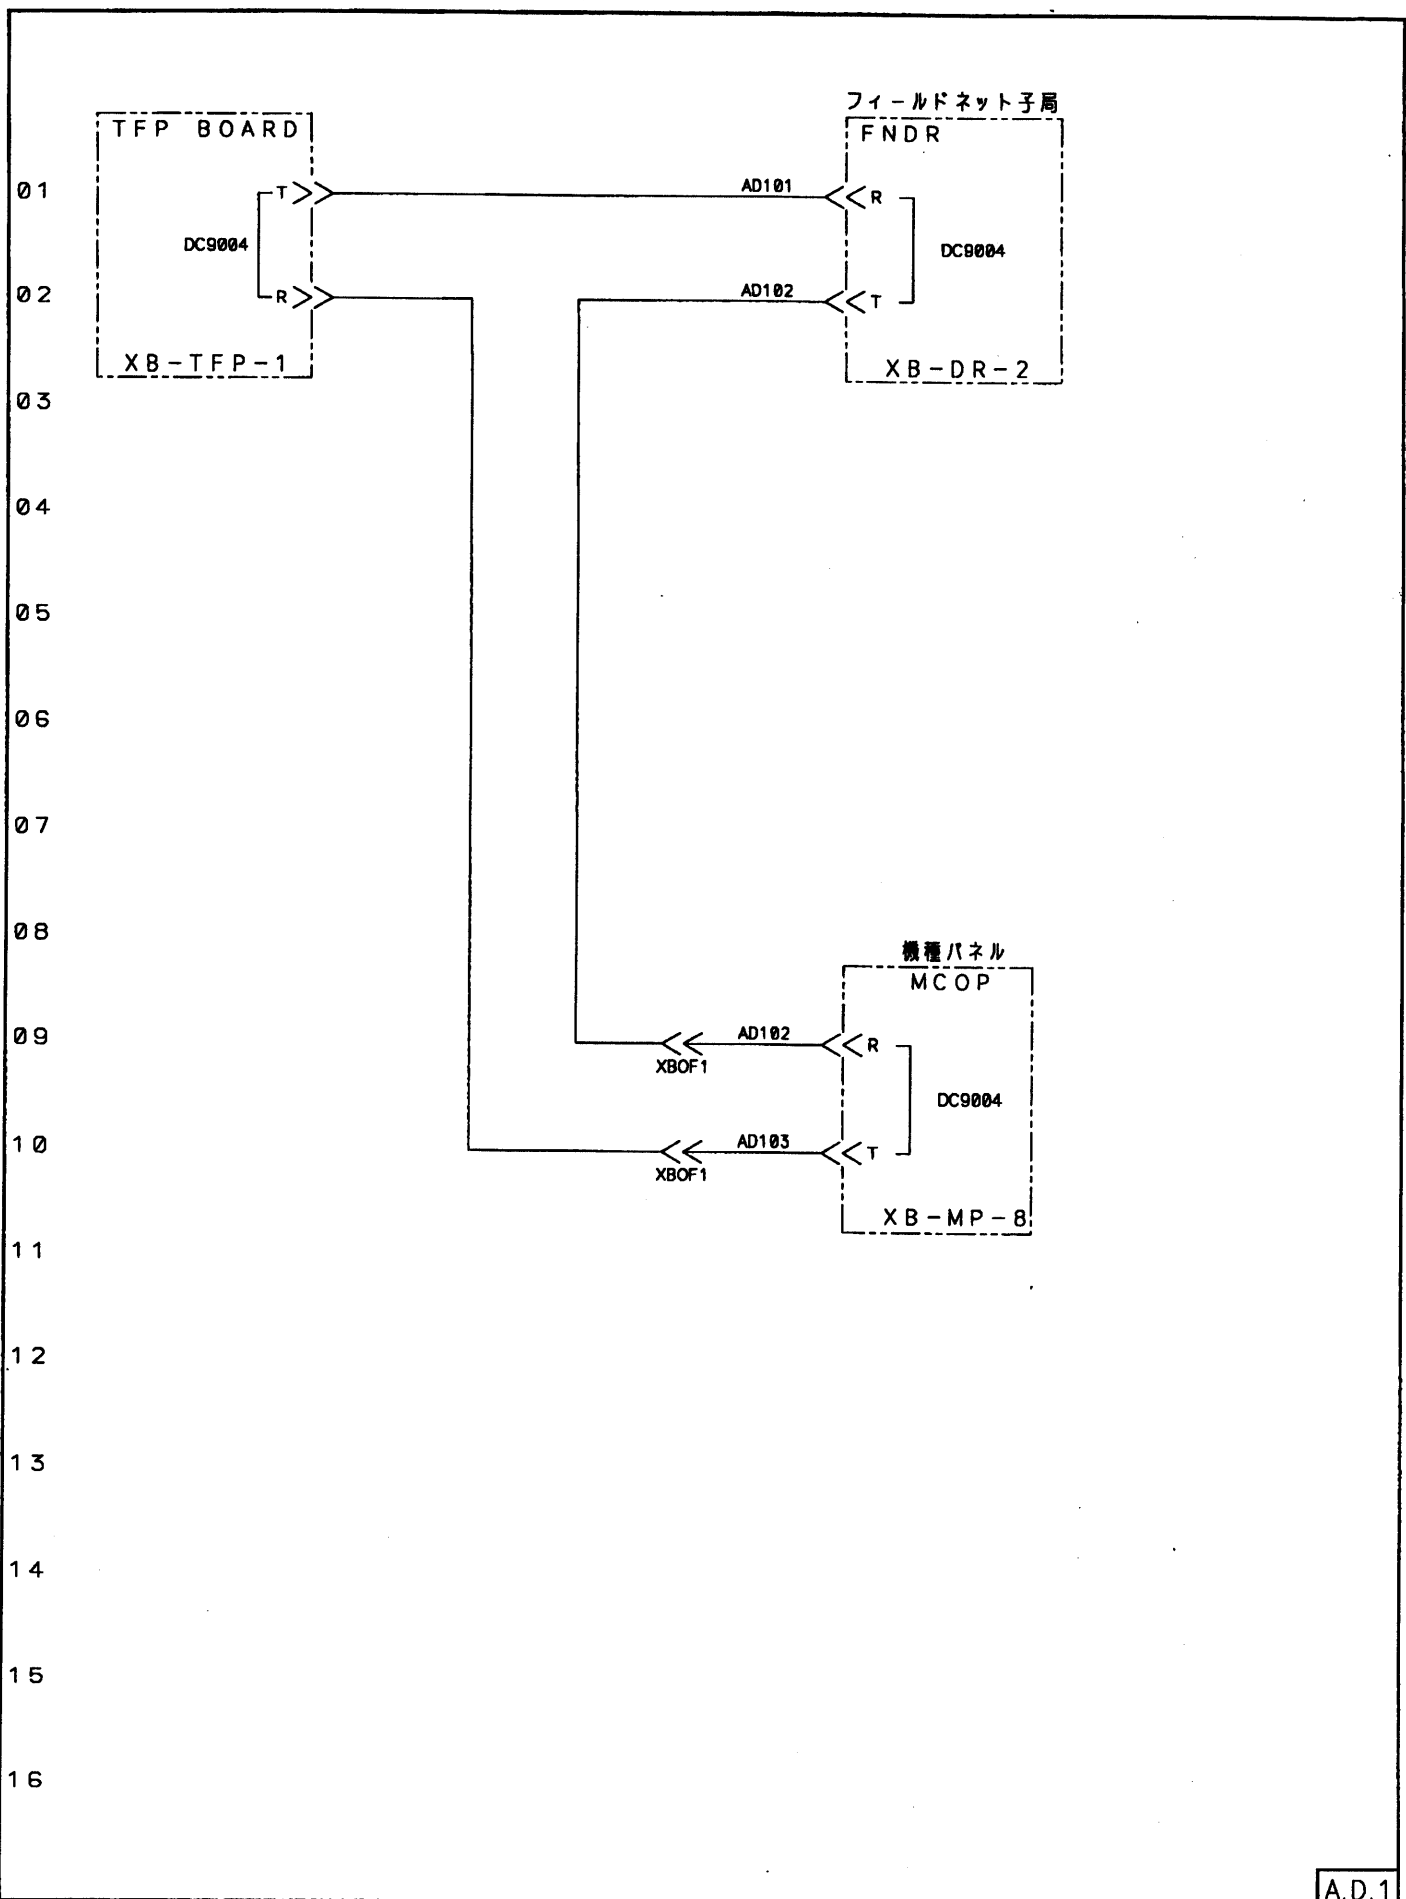 フィールドネット子局
TFP BOARD
FNDR
01
T
AD101
R
DC9004
DC9004
02
R
AD102
T
XB-TFP-1
XB-DR-2
03
04
05
06
07
08
機種パネル
MCOP
09
AD102
R
XBOF1
DC9004
10
AD103
T
XBOF1
XB-MP-8
11
12
13
14
15
16
A.D.1